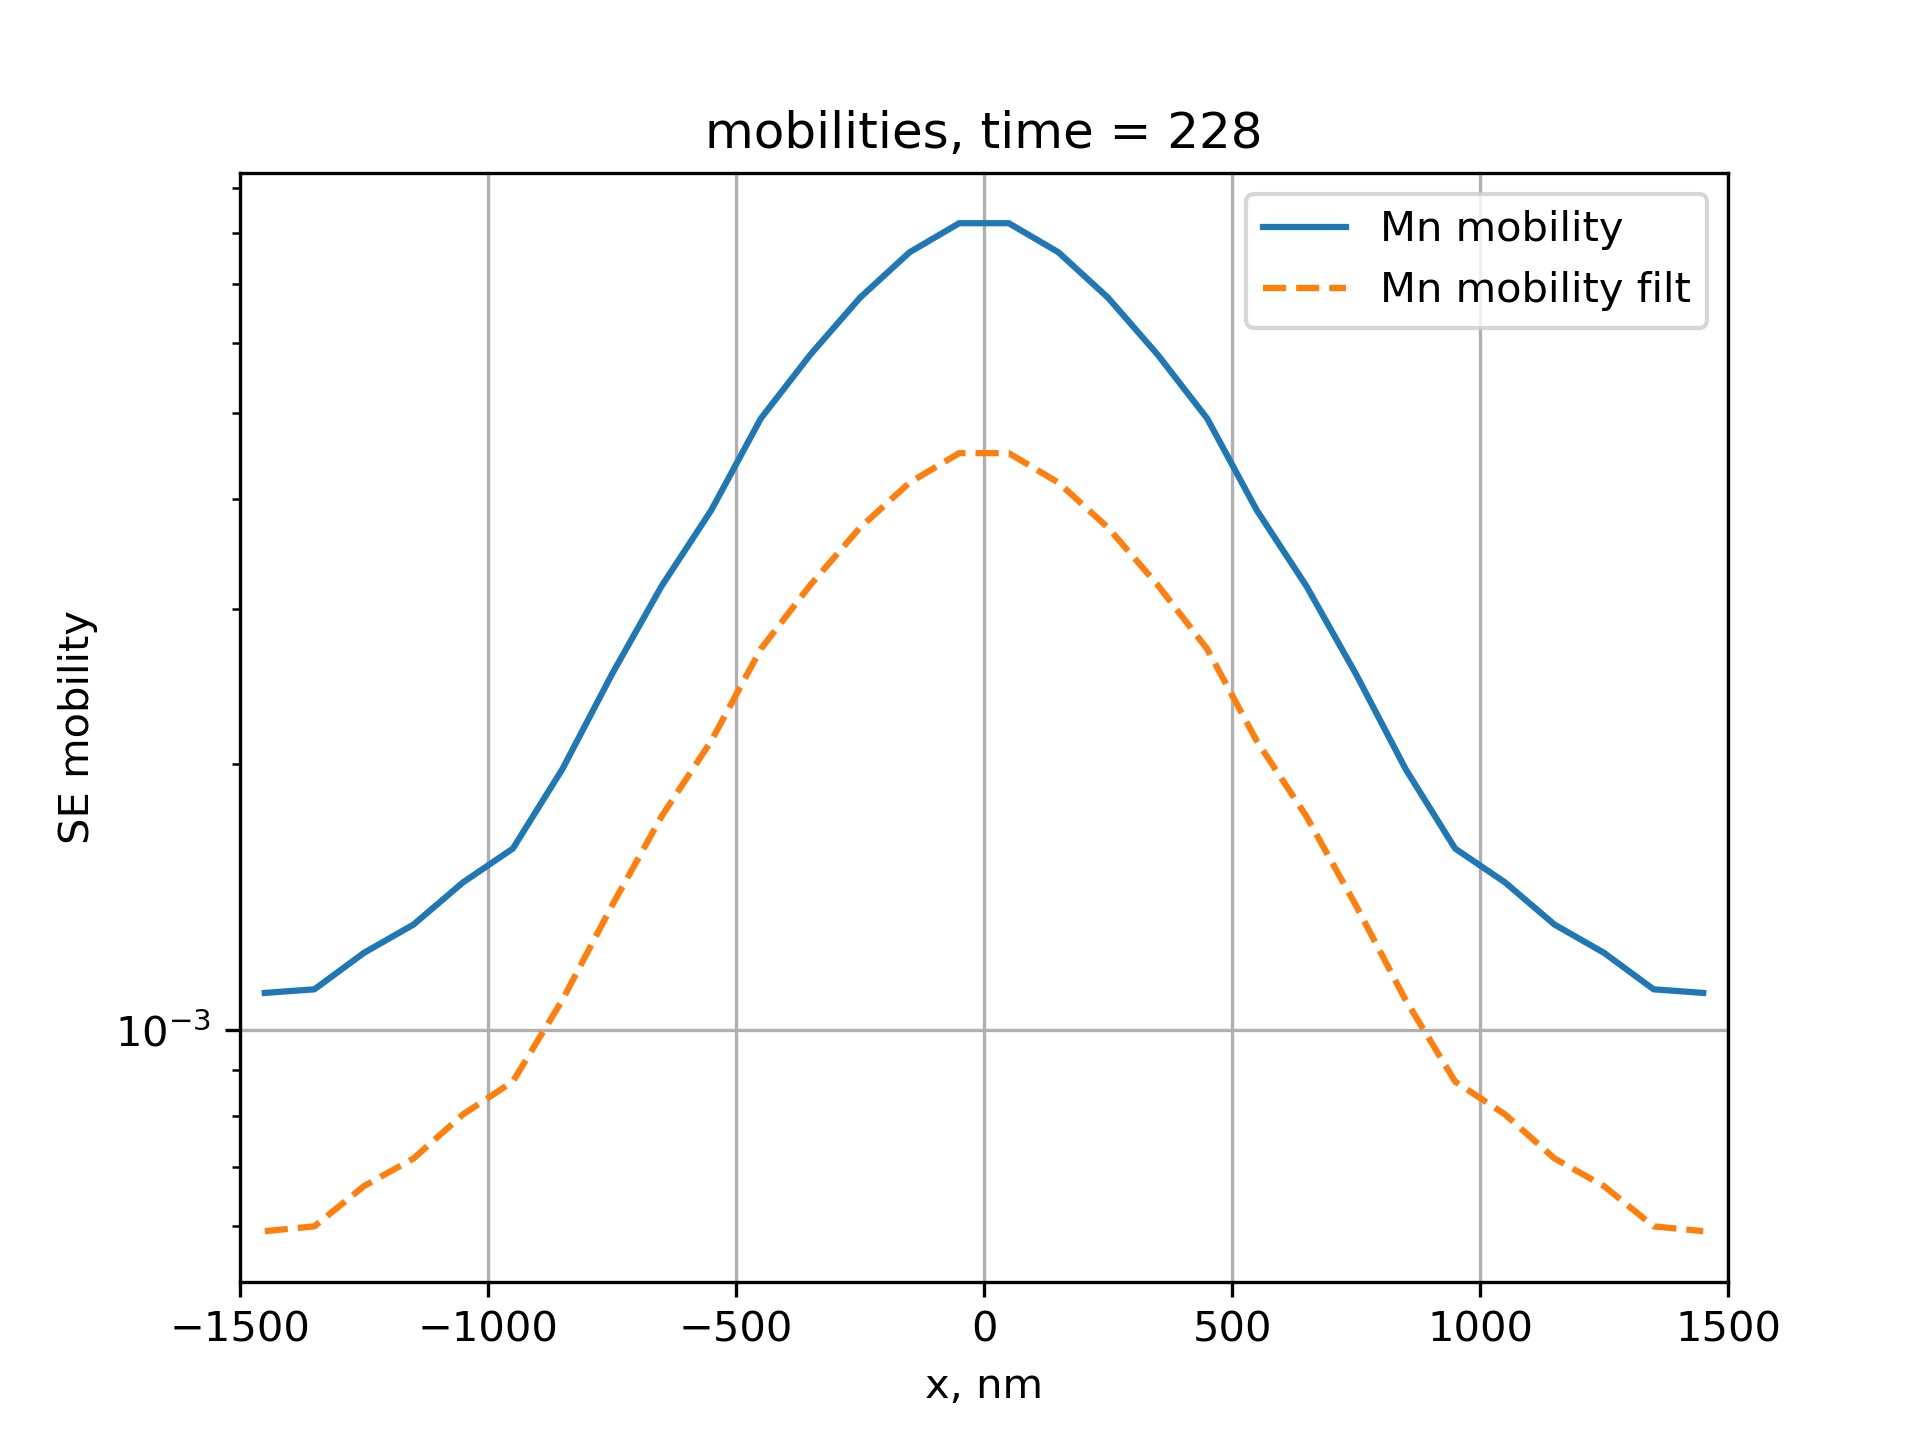 mobilities, time = 228
Mn mobility
Mn mobility filt
SE mobility
10⁻³
−1500 −1000 −500 0 500 1000 1500
x, nm